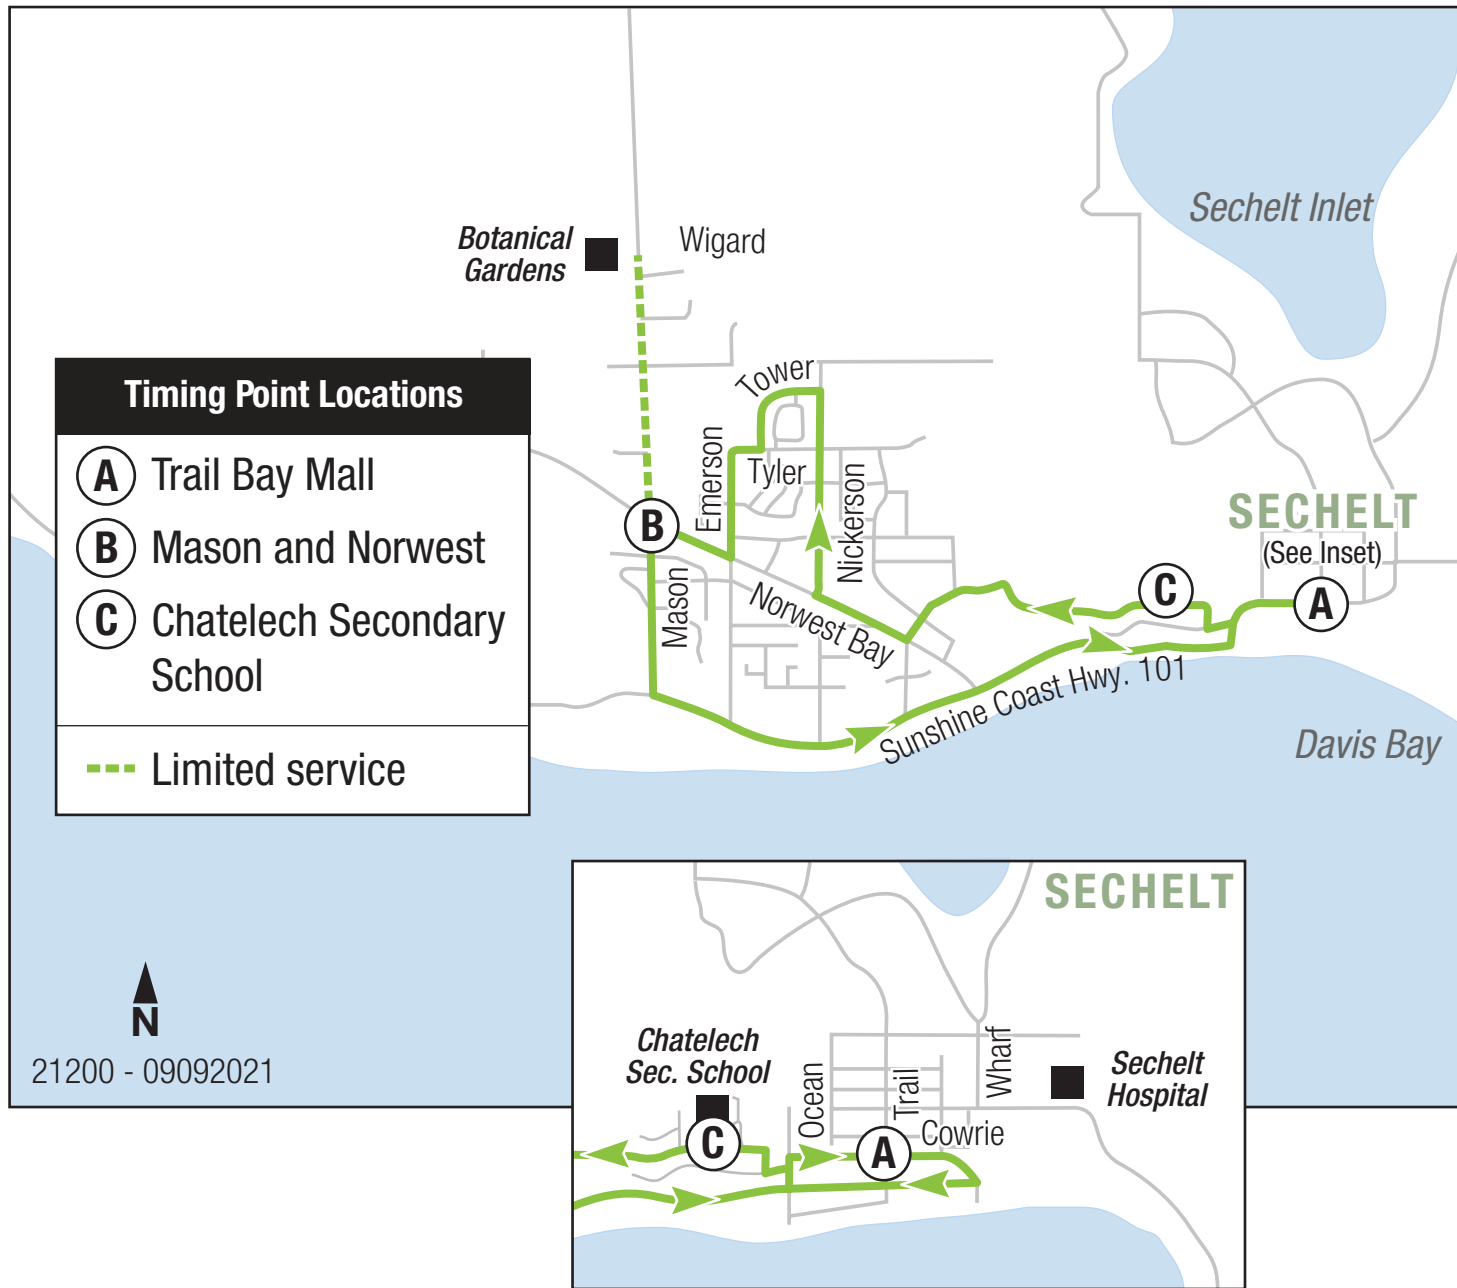 Sechelt Inlet
Botanical
Gardens
Wigard
Timing Point Locations
A Trail Bay Mall
B Mason and Norwest
C Chatelech Secondary
School
Limited service
Tower
Emerson
Tyler
Nickerson
B
Mason
Norwest Bay
SECHELT
(See Inset)
C
A
Sunshine Coast Hwy. 101
Davis Bay
N
21200 - 09092021
SECHELT
Chatelech
Sec. School
Ocean
Trail
Wharf
Sechelt
Hospital
Cowrie
C
A